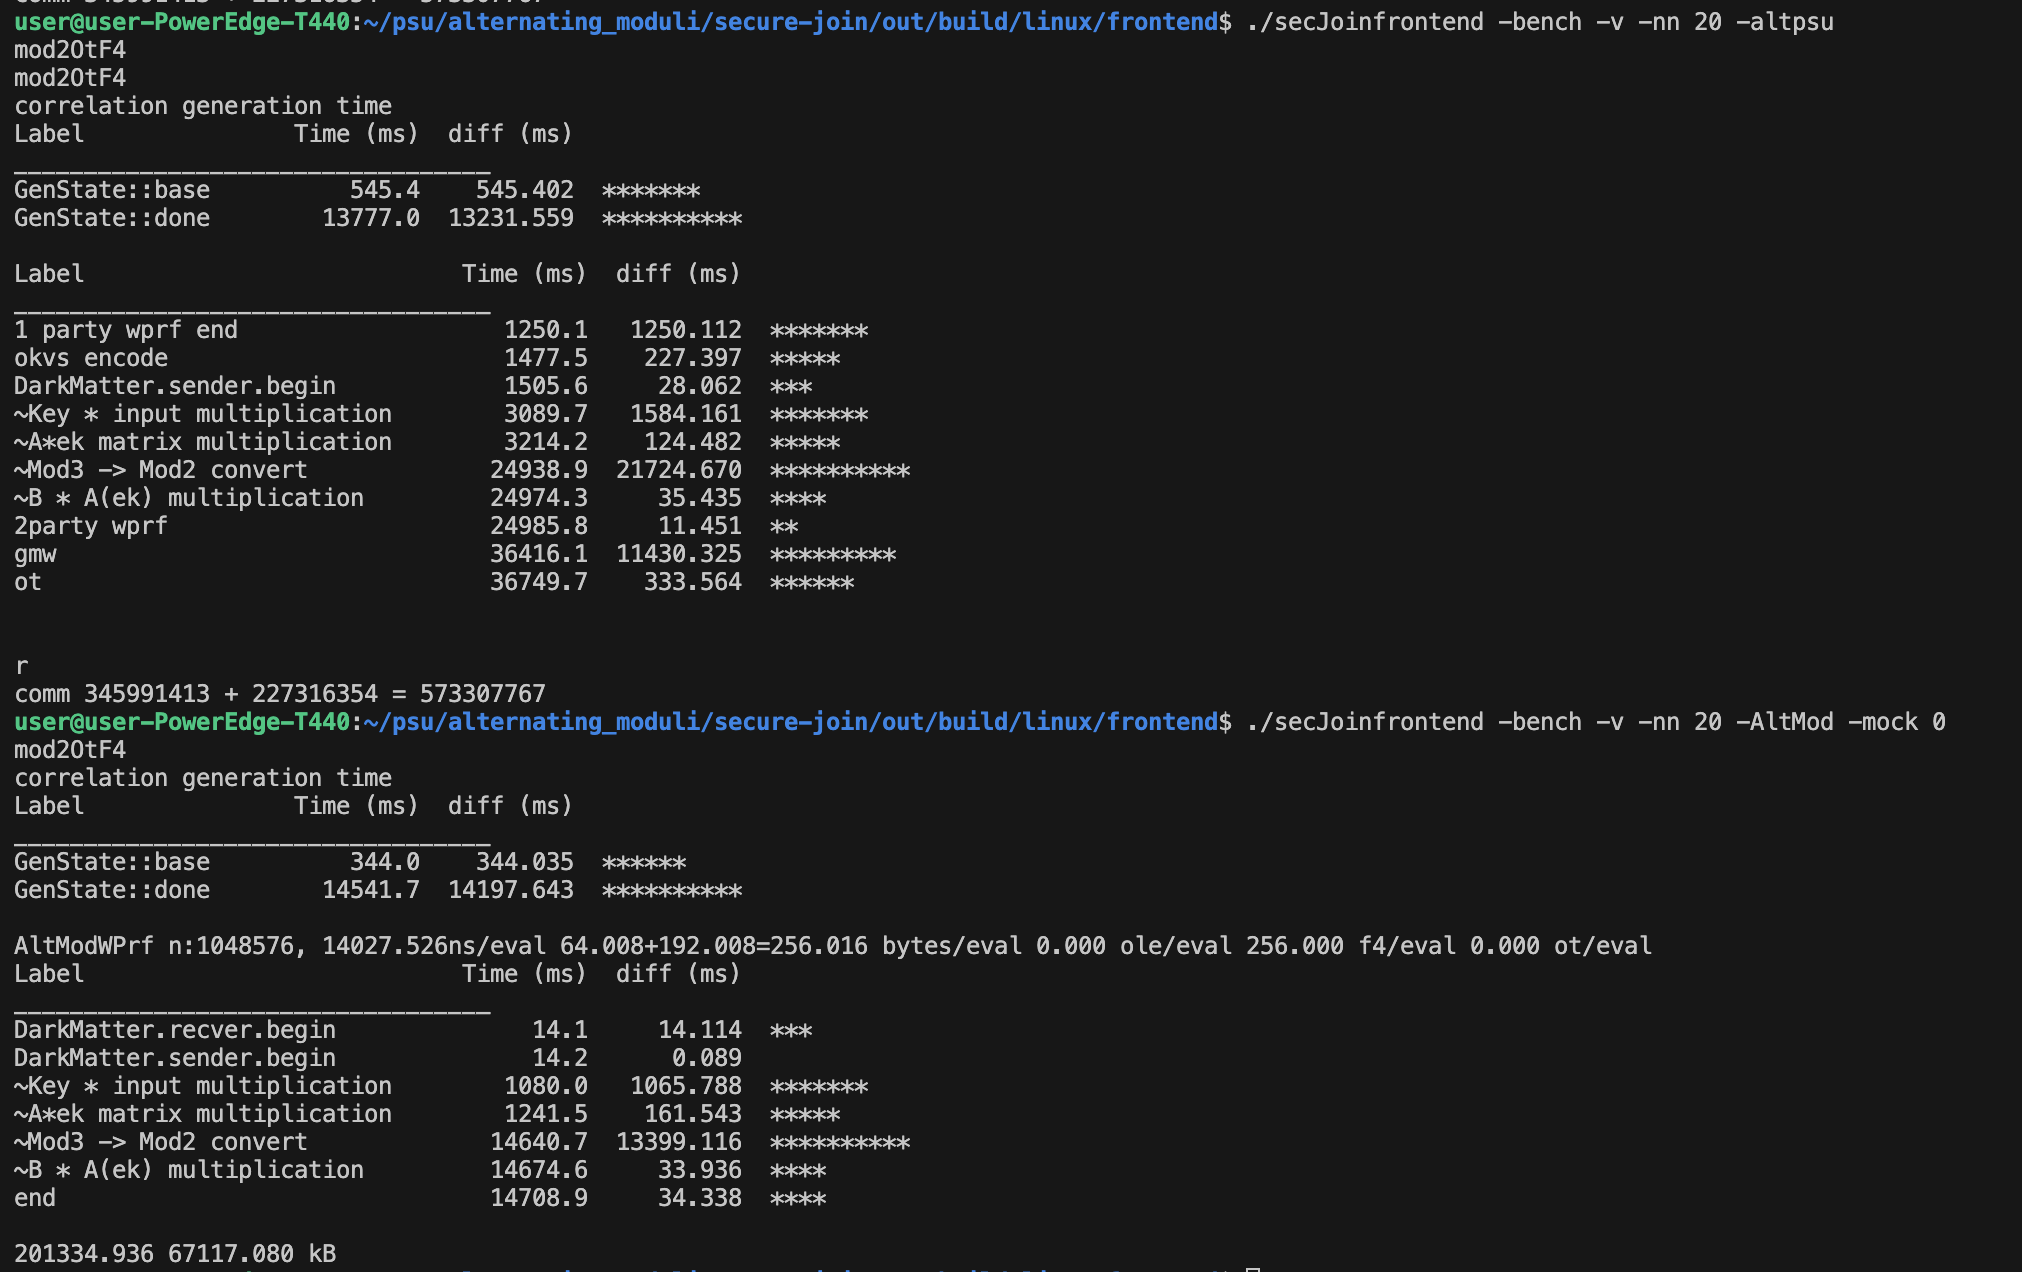 user@user-PowerEdge-T440:~/psu/alternating_moduli/secure-join/out/build/linux/frontend$ ./secJoinfrontend -bench -v -nn 20 -altpsu
mod2OtF4
mod2OtF4
correlation generation time
Label               Time (ms)  diff (ms)
__________________________________
GenState::base          545.4    545.402  *******
GenState::done        13777.0  13231.559  **********
Label                           Time (ms)  diff (ms)
__________________________________
1 party wprf end                   1250.1   1250.112  *******
okvs encode                        1477.5    227.397  *****
DarkMatter.sender.begin            1505.6     28.062  ***
~Key * input multiplication        3089.7   1584.161  *******
~A*ek matrix multiplication        3214.2    124.482  *****
~Mod3 -> Mod2 convert             24938.9  21724.670  **********
~B * A(ek) multiplication         24974.3     35.435  ****
2party wprf                       24985.8     11.451  **
gmw                               36416.1  11430.325  *********
ot                                36749.7    333.564  ******
r
comm 345991413 + 227316354 = 573307767
user@user-PowerEdge-T440:~/psu/alternating_moduli/secure-join/out/build/linux/frontend$ ./secJoinfrontend -bench -v -nn 20 -AltMod -mock 0
mod2OtF4
correlation generation time
Label               Time (ms)  diff (ms)
__________________________________
GenState::base          344.0    344.035  ******
GenState::done        14541.7  14197.643  **********
AltModWPrf n:1048576, 14027.526ns/eval 64.008+192.008=256.016 bytes/eval 0.000 ole/eval 256.000 f4/eval 0.000 ot/eval
Label                           Time (ms)  diff (ms)
__________________________________
DarkMatter.recver.begin              14.1     14.114  ***
DarkMatter.sender.begin              14.2      0.089
~Key * input multiplication        1080.0   1065.788  *******
~A*ek matrix multiplication        1241.5    161.543  *****
~Mod3 -> Mod2 convert             14640.7  13399.116  **********
~B * A(ek) multiplication         14674.6     33.936  ****
end                               14708.9     34.338  ****
201334.936 67117.080 kB